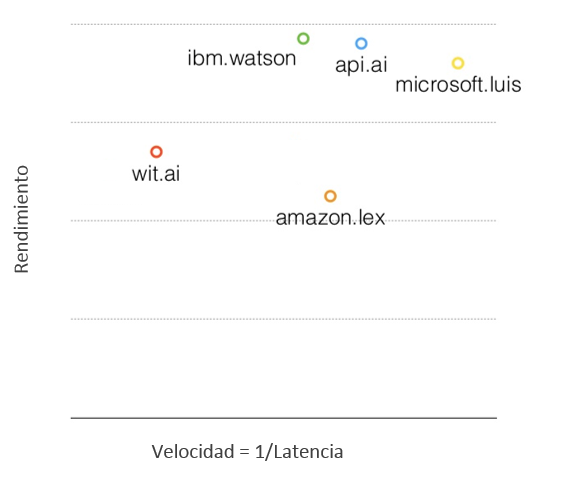 ibm.watson
api.ai
microsoft.luis
wit.ai
amazon.lex
Rendimiento
Velocidad = 1/Latencia